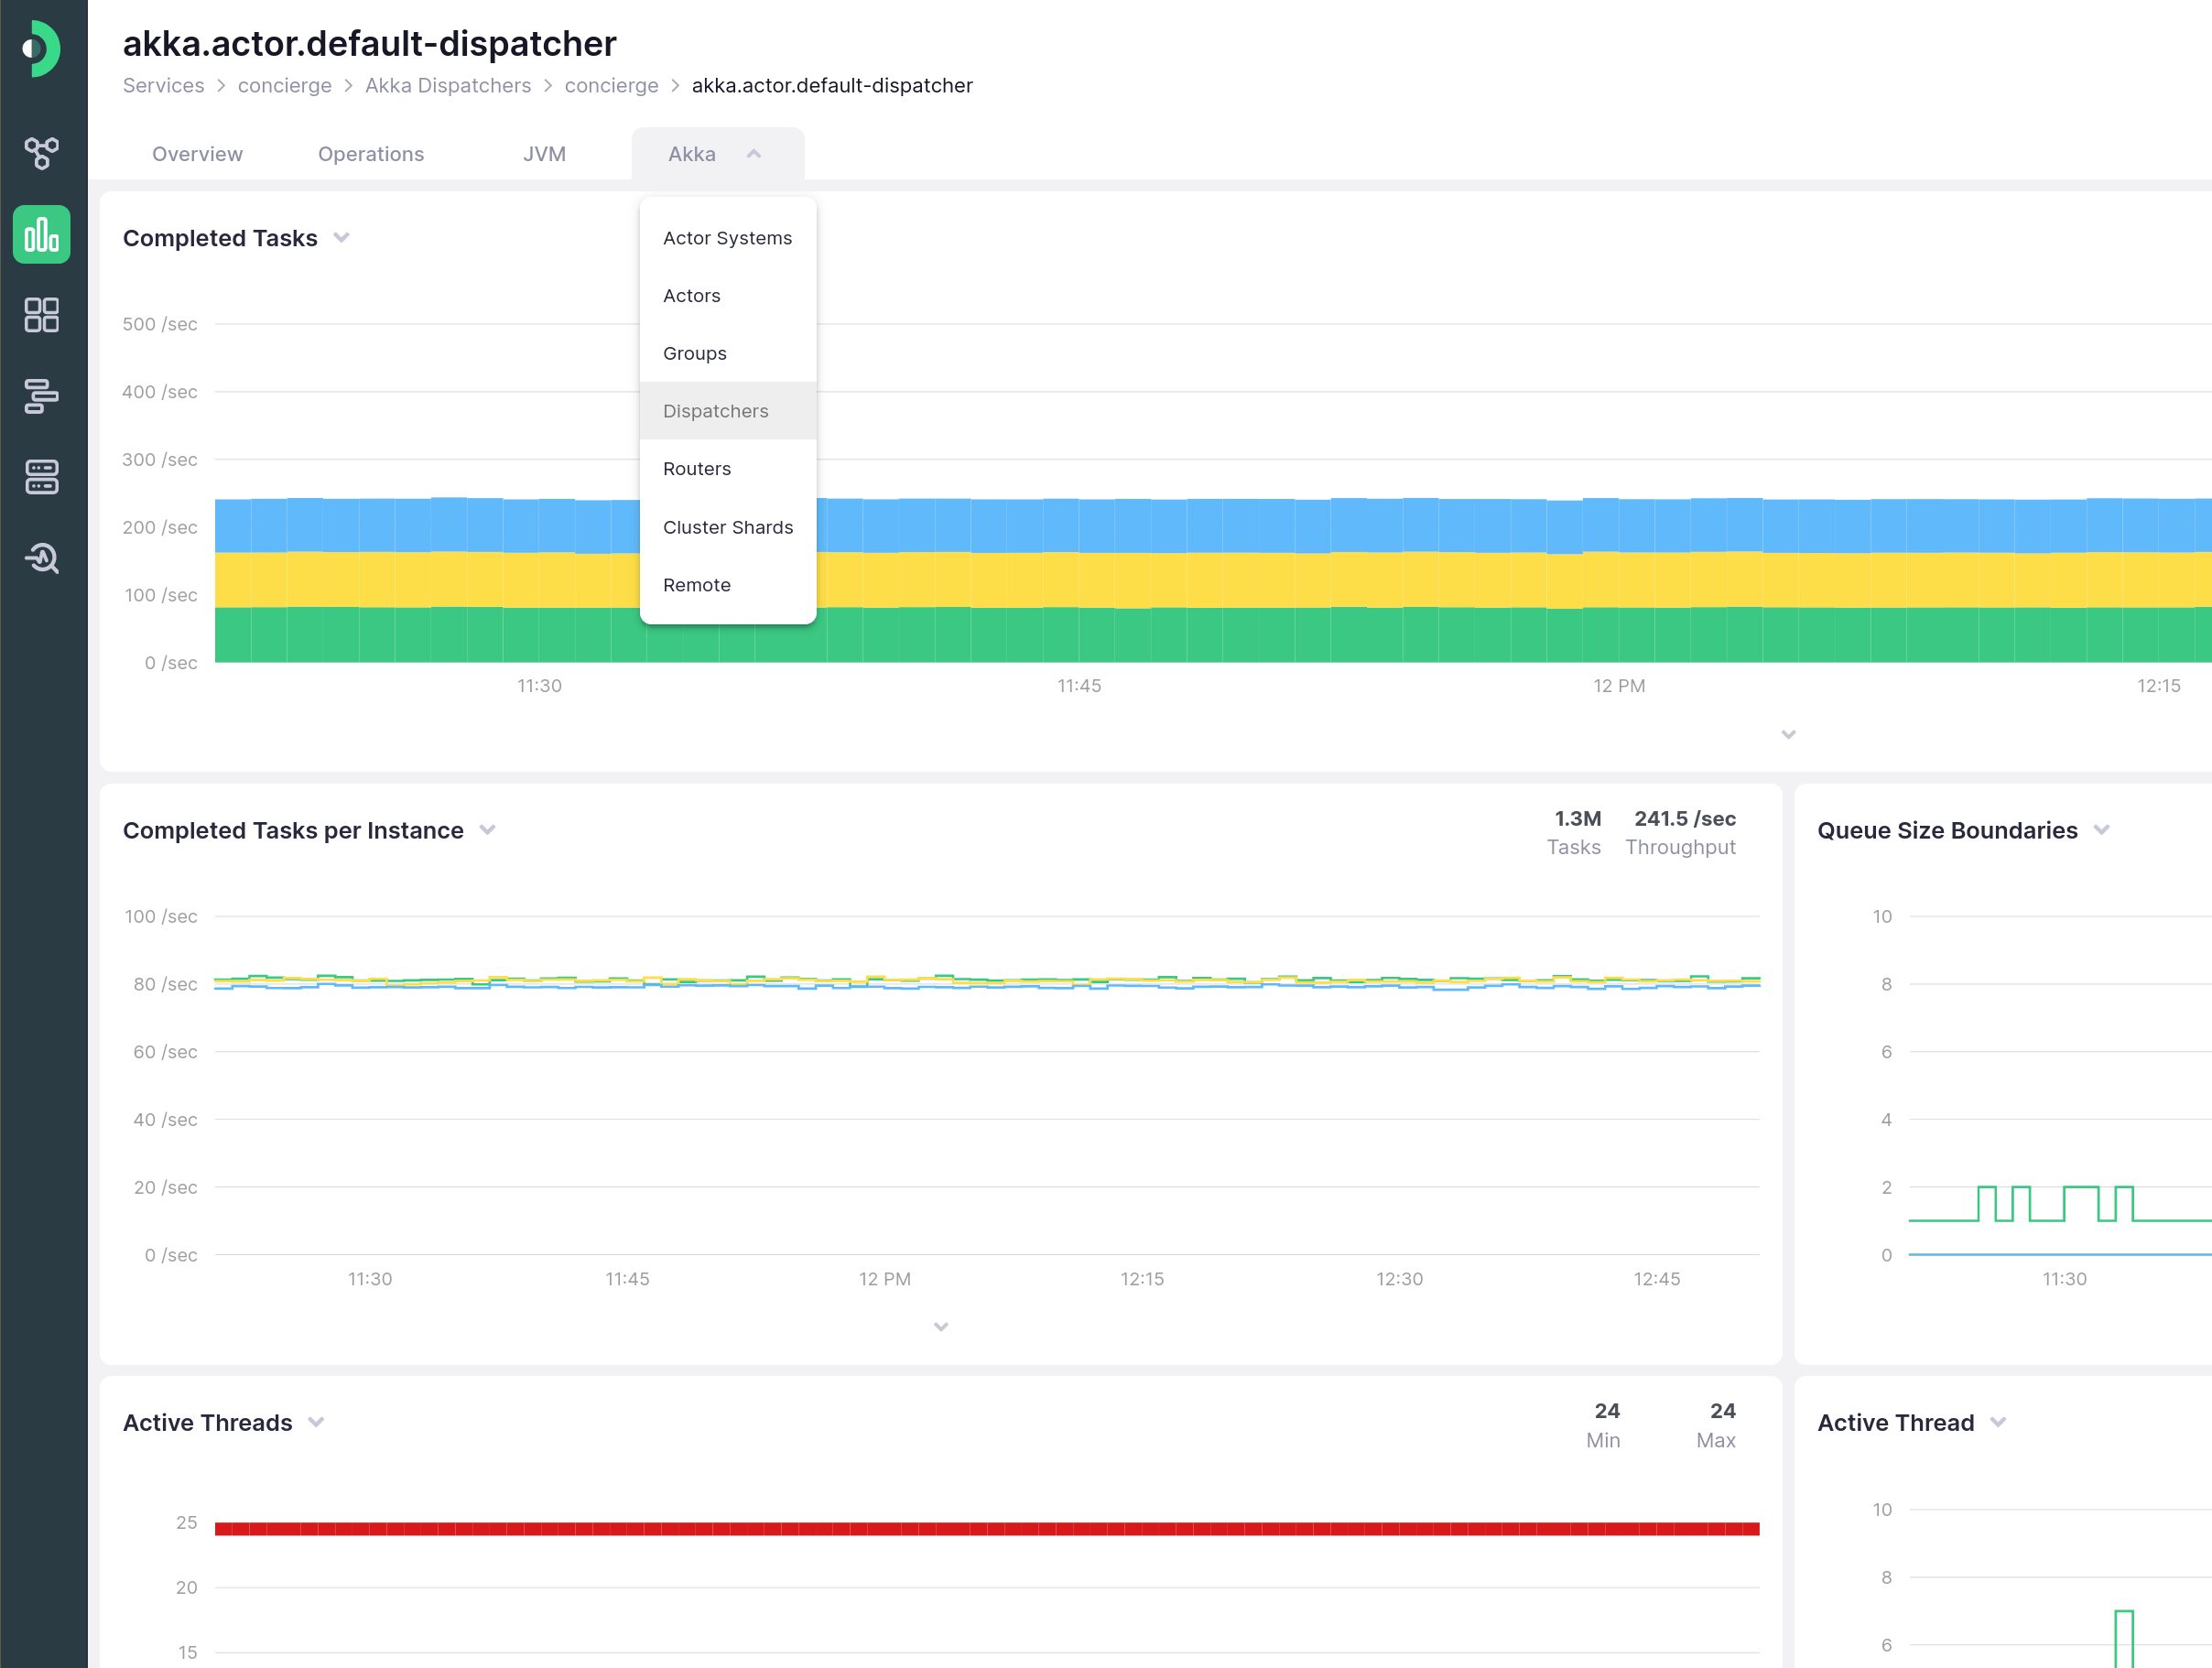 akka.actor.default-dispatcher
Services > concierge > Akka Dispatchers > concierge > akka.actor.default-dispatcher
Overview Operations JVM Akka
Completed Tasks
Actor Systems
Actors
Groups
Dispatchers
Routers
Cluster Shards
Remote
500 /sec
400 /sec
300 /sec
200 /sec
100 /sec
0 /sec
11:30 11:45 12 PM 12:15
Completed Tasks per Instance
1.3M 241.5 /sec
Tasks Throughput
100 /sec
80 /sec
60 /sec
40 /sec
20 /sec
0 /sec
11:30 11:45 12 PM 12:15 12:30 12:45
Queue Size Boundaries
10
8
6
4
2
0
11:30
Active Threads
24 24
Min Max
25
20
15
Active Thread
10
8
6